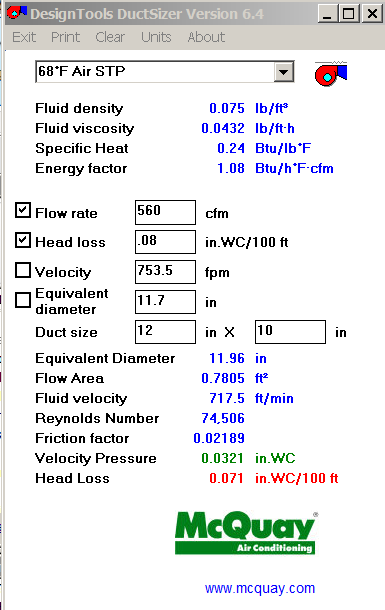 DesignTools DuctSizer Version 6.4
Exit Print Clear Units About
68*F Air STP
Fluid density 0.075 lb/ft³
Fluid viscosity 0.0432 lb/ft·h
Specific Heat 0.24 Btu/lb*F
Energy factor 1.08 Btu/h*F·cfm
Flow rate 560 cfm
Head loss .08 in.WC/100 ft
Velocity 753.5 fpm
Equivalent
diameter 11.7 in
Duct size 12 in X 10 in
Equivalent Diameter 11.96 in
Flow Area 0.7805 ft²
Fluid velocity 717.5 ft/min
Reynolds Number 74,506
Friction factor 0.02189
Velocity Pressure 0.0321 in.WC
Head Loss 0.071 in.WC/100 ft
McQuay®
Air Conditioning
www.mcquay.com